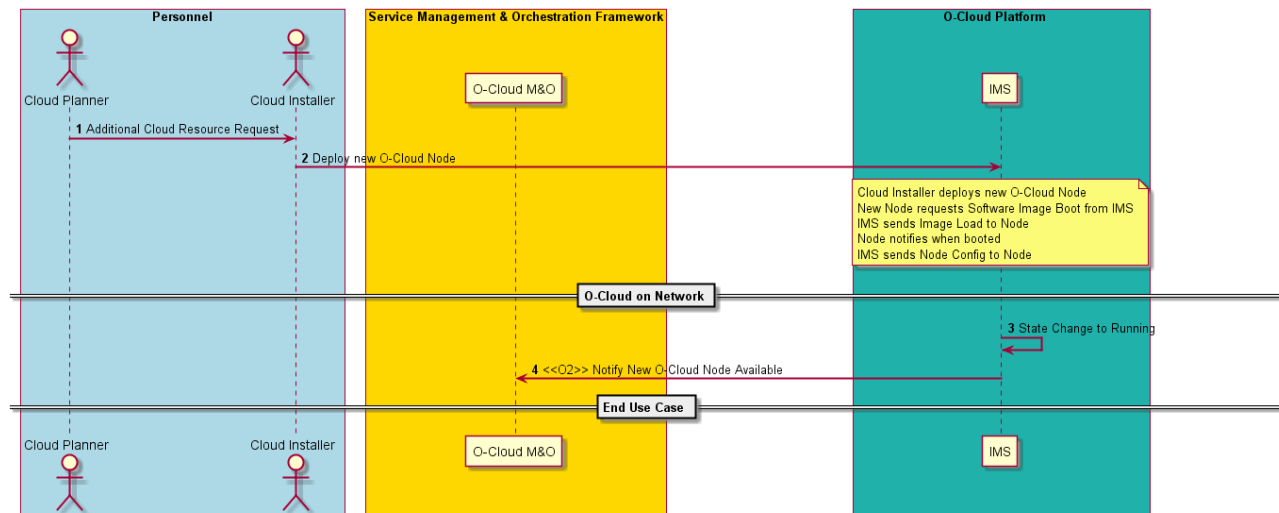 Personnel
Service Management & Orchestration Framework
O-Cloud Platform
Cloud Planner
Cloud Installer
O-Cloud M&O
IMS
1 Additional Cloud Resource Request
2 Deploy new O-Cloud Node
Cloud Installer deploys new O-Cloud Node
New Node requests Software Image Boot from IMS
IMS sends Image Load to Node
Node notifies when booted
IMS sends Node Config to Node
O-Cloud on Network
3 State Change to Running
4 <<O2>> Notify New O-Cloud Node Available
End Use Case
Cloud Planner
Cloud Installer
O-Cloud M&O
IMS